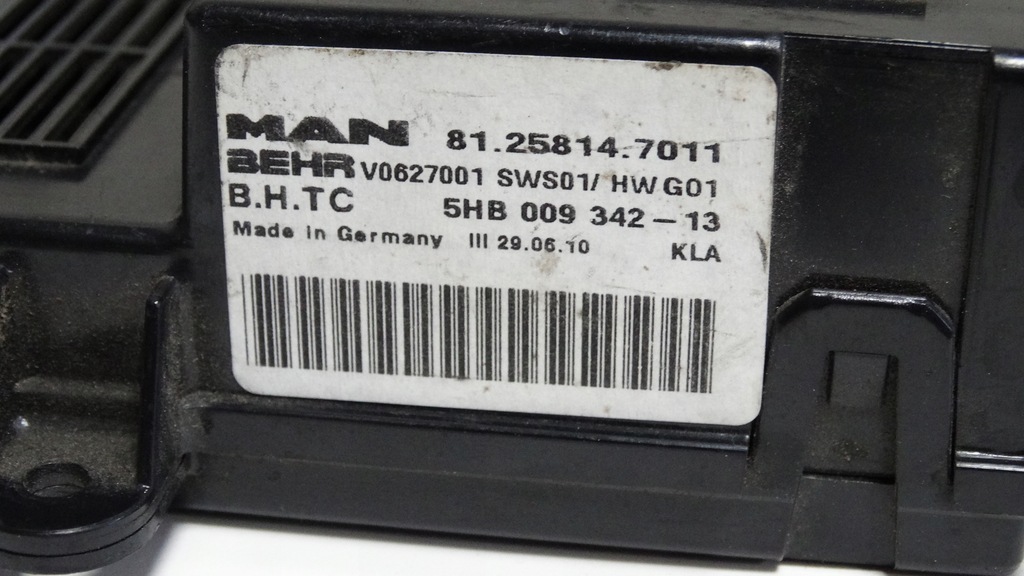 MAN 81.25814.7011
BEHR V0627001 SWS01/ HW G01
B.H.TC 5HB 009 342-13
Made in Germany III 29.06.10 KLA